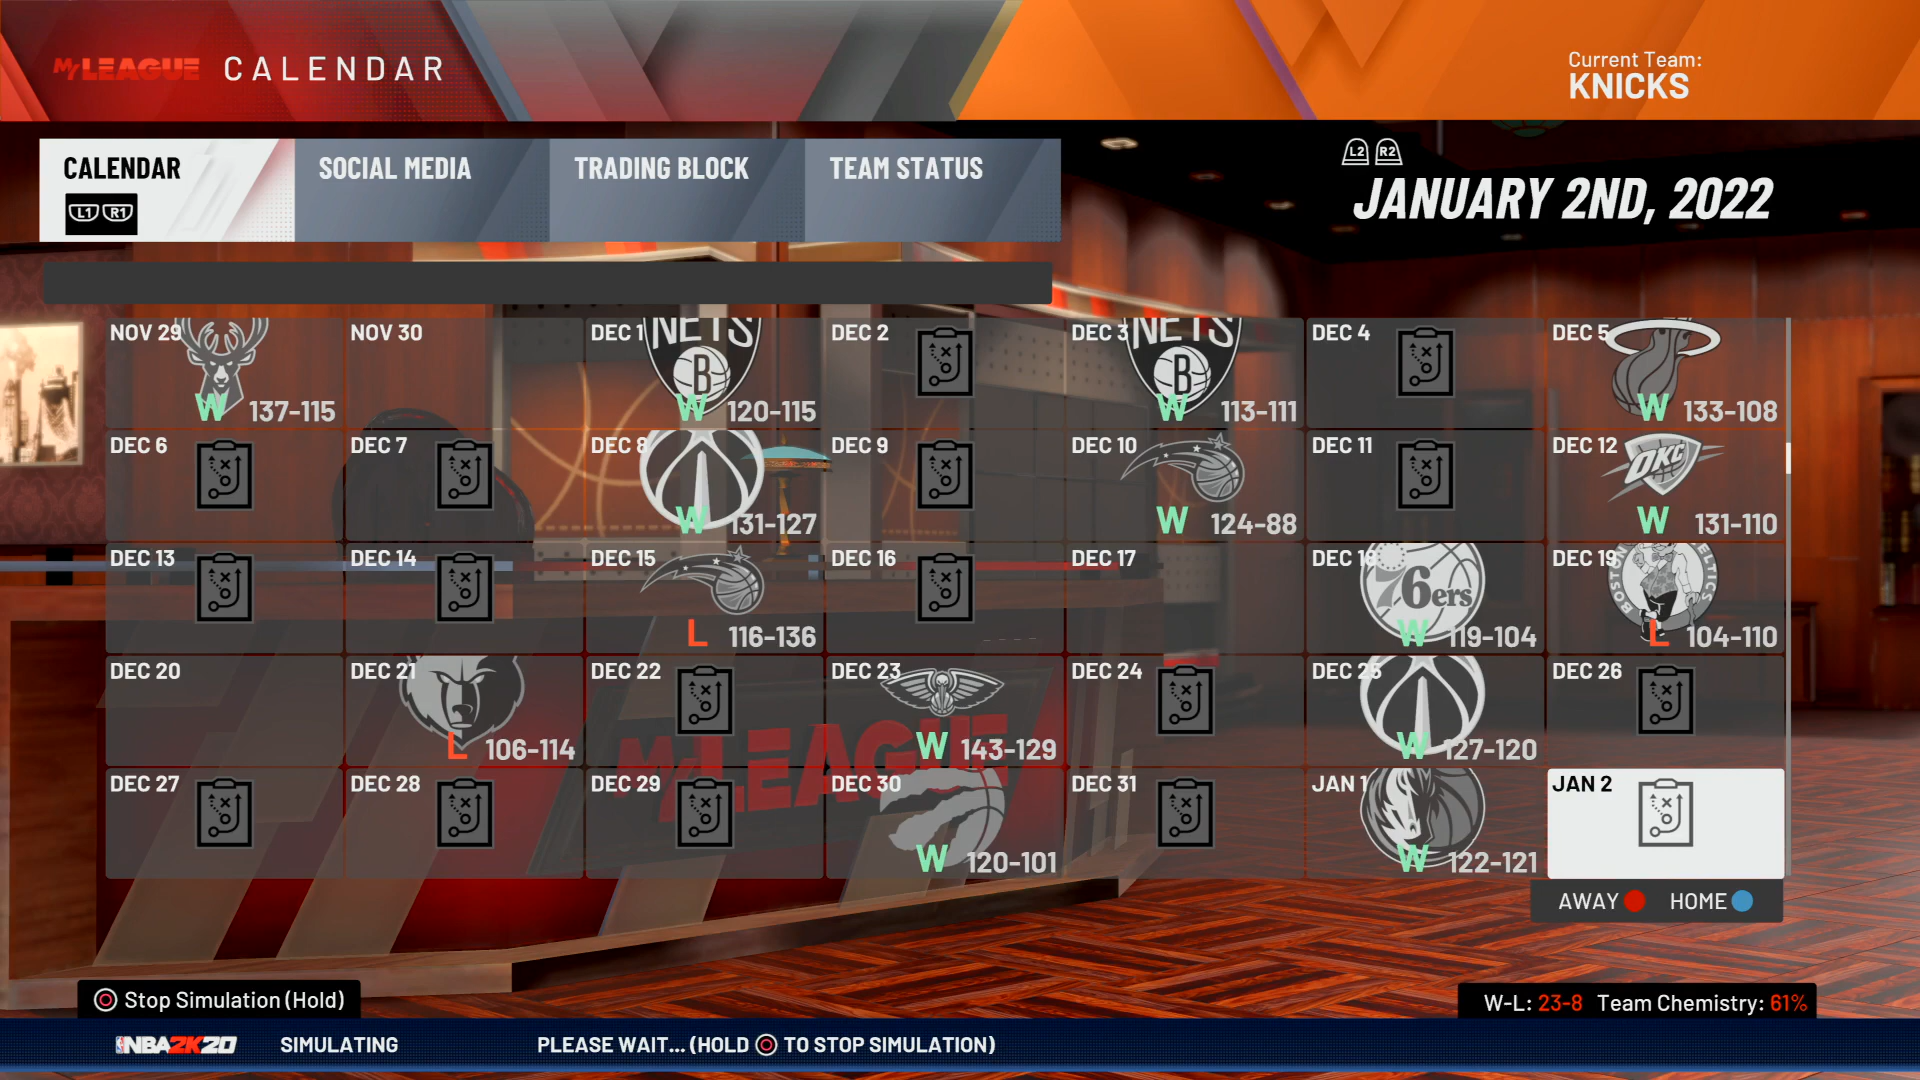 MyLEAGUE CALENDAR
Current Team:
KNICKS
CALENDAR
L1 R1
SOCIAL MEDIA
TRADING BLOCK
TEAM STATUS
L2 R2
JANUARY 2ND, 2022
NOV 29 W 137-115
NOV 30
DEC 1 NETS B W 120-115
DEC 2
DEC 3 NETS B W 113-111
DEC 4
DEC 5 W 133-108
DEC 6
DEC 7
DEC 8 W 131-127
DEC 9
DEC 10 W 124-88
DEC 11
DEC 12 OKC W 131-110
DEC 13
DEC 14
DEC 15 L 116-136
DEC 16
DEC 17
DEC 18 76ers W 119-104
DEC 19 BOSTON CELTICS L 104-110
DEC 20
DEC 21 L 106-114
DEC 22
DEC 23 W 143-129
DEC 24
DEC 25 W 127-120
DEC 26
MyLEAGUE
DEC 27
DEC 28
DEC 29
DEC 30 W 120-101
DEC 31
JAN 1 W 122-121
JAN 2
AWAY HOME
Stop Simulation (Hold)
W-L: 23-8 Team Chemistry: 61%
NBA2K20 SIMULATING PLEASE WAIT... (HOLD TO STOP SIMULATION)